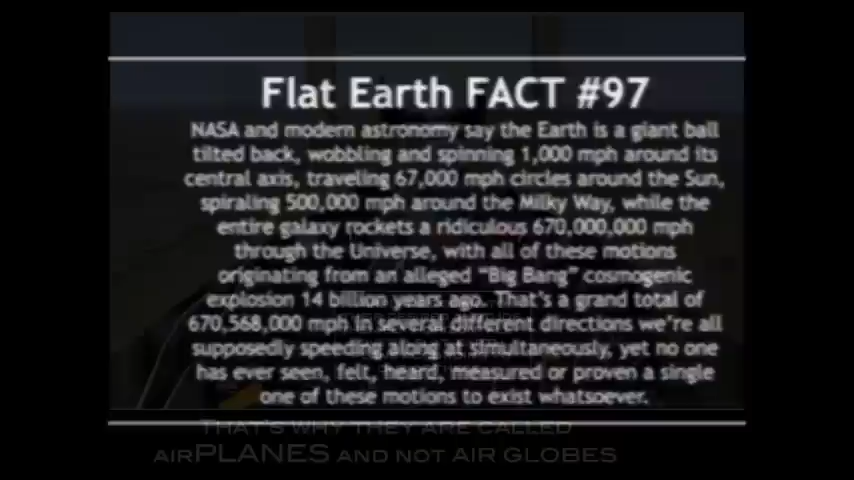 Flat Earth FACT #97
NASA and modern astronomy say the Earth is a giant ball
tilted back, wobbling and spinning 1,000 mph around its
central axis, traveling 67,000 mph circles around the Sun,
spiraling 500,000 mph around the Milky Way, while the
entire galaxy rockets a ridiculous 670,000,000 mph
through the Universe, with all of these motions
originating from an alleged “Big Bang” cosmogenic
explosion 14 billion years ago. That's a grand total of
670,568,000 mph in several different directions we're all
supposedly speeding along at simultaneously, yet no one
has ever seen, felt, heard, measured or proven a single
one of these motions to exist whatsoever.
THAT'S WHY THEY ARE CALLED
AIRPLANES AND NOT AIR GLOBES